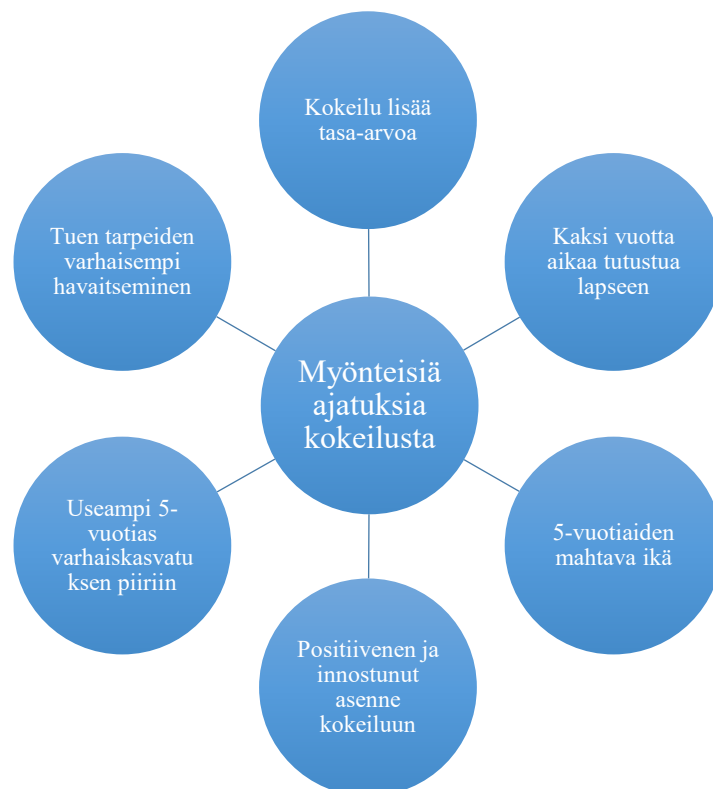 Kokeilu lisää
tasa-arvoa
Tuen tarpeiden
varhaisempi
havaitseminen
Kaksi vuotta
aikaa tutustua
lapseen
Myönteisiä
ajatuksia
kokeilusta
Useampi 5-
vuotias
varhaiskasvatu
ksen piiriin
5-vuotiaiden
mahtava ikä
Positiivenen ja
innostunut
asenne
kokeiluun